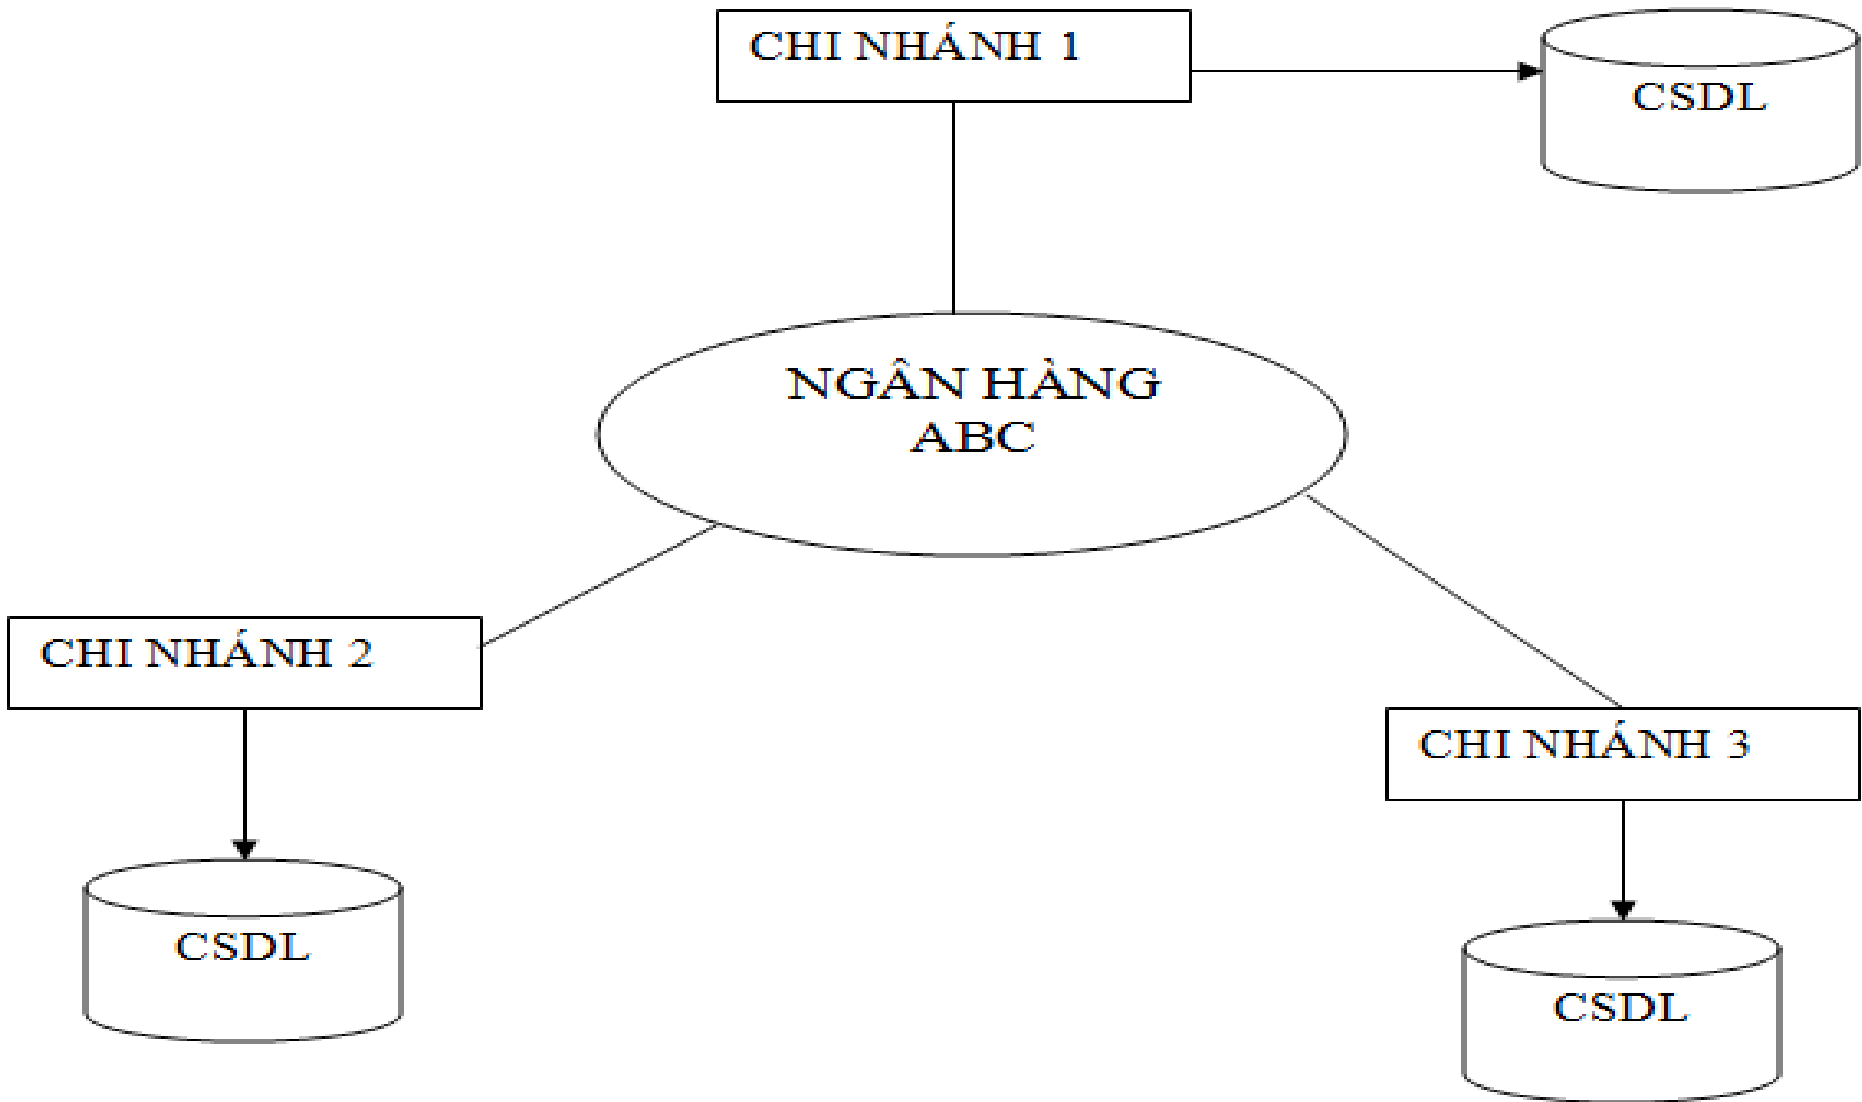 CHI NHÁNH 1
CSDL
NGÂN HÀNG
ABC
CHI NHÁNH 2
CHI NHÁNH 3
CSDL
CSDL